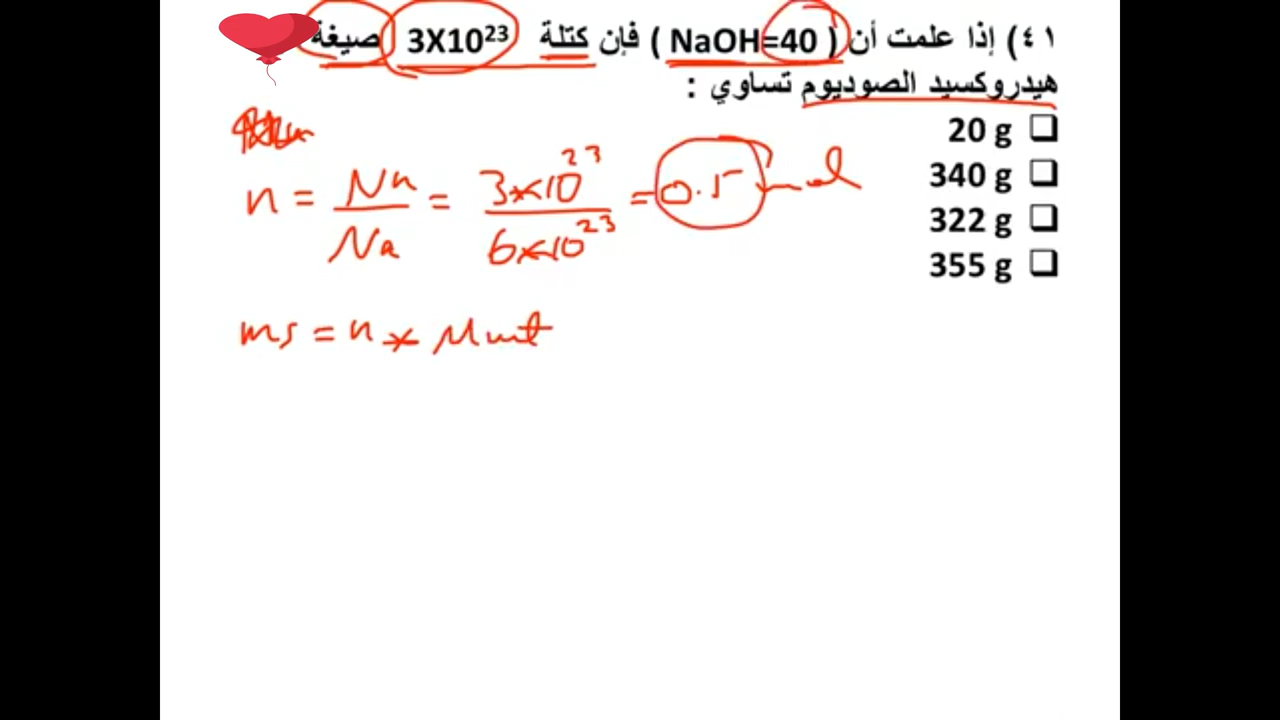 ٤١) إذا علمت أن ( NaOH=40 ) فإن كتلة 3X10²³ صيغة
هيدروكسيد الصوديوم تساوي :
❑ 20 g
❑ 340 g
❑ 322 g
❑ 355 g
n = Nu / Na = 3×10²³ / 6×10²³ = 0.5 mol
ms = n × Mwt